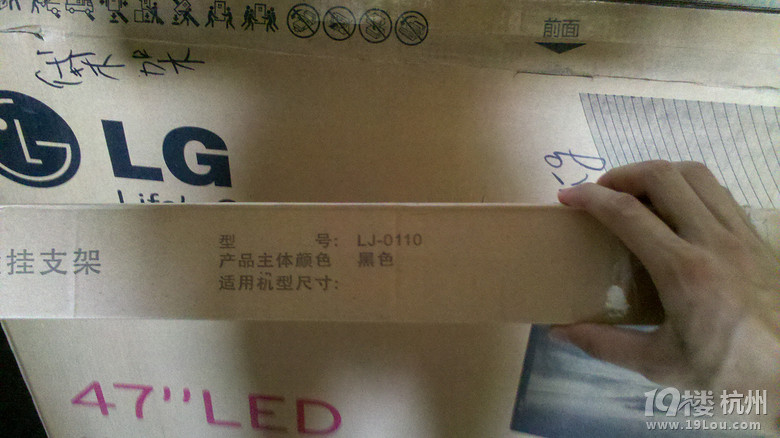 前面
LG
型 号: LJ-0110
产品主体颜色 黑色
适用机型尺寸:
挂支架
47"LED
19楼 杭州
www.19Lou.com